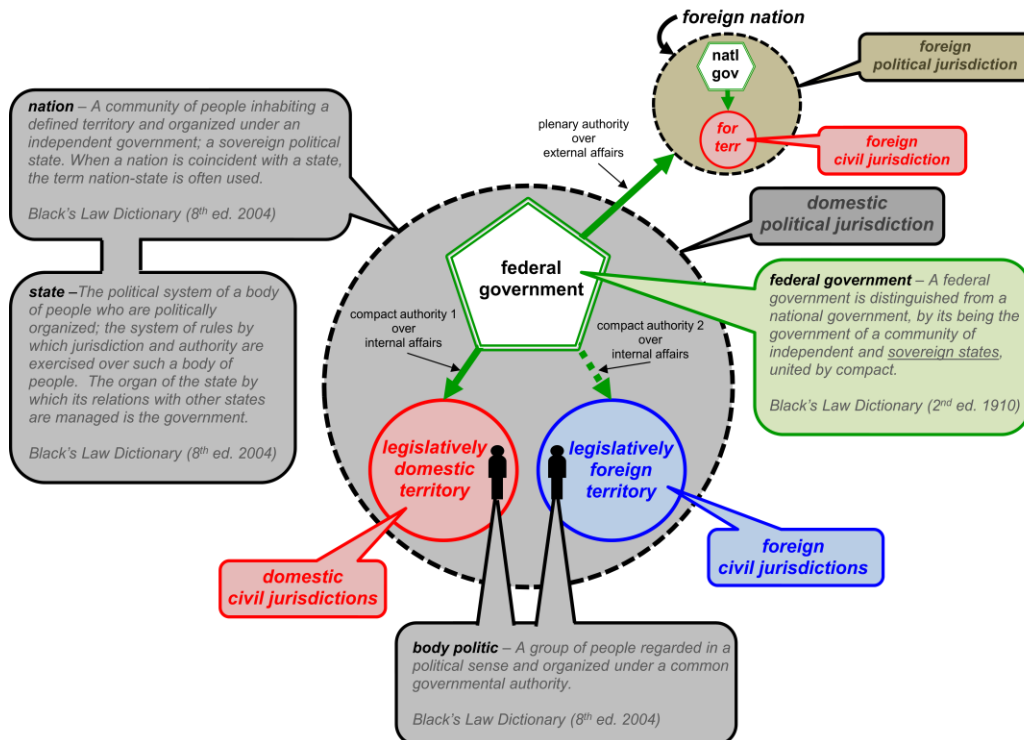 foreign nation
natl
gov
for
terr
foreign
political jurisdiction
foreign
civil jurisdiction
nation – A community of people inhabiting a
defined territory and organized under an
independent government; a sovereign political
state. When a nation is coincident with a state,
the term nation-state is often used.
Black's Law Dictionary (8th ed. 2004)
plenary authority
over
external affairs
domestic
political jurisdiction
federal
government
state –The political system of a body
of people who are politically
organized; the system of rules by
which jurisdiction and authority are
exercised over such a body of
people. The organ of the state by
which its relations with other states
are managed is the government.
Black's Law Dictionary (8th ed. 2004)
compact authority 1
over
internal affairs
compact authority 2
over
internal affairs
federal government – A federal
government is distinguished from a
national government, by its being the
government of a community of
independent and sovereign states,
united by compact.
Black's Law Dictionary (2nd ed. 1910)
legislatively
domestic
territory
legislatively
foreign
territory
domestic
civil jurisdictions
foreign
civil jurisdictions
body politic – A group of people regarded in a
political sense and organized under a common
governmental authority.
Black's Law Dictionary (8th ed. 2004)